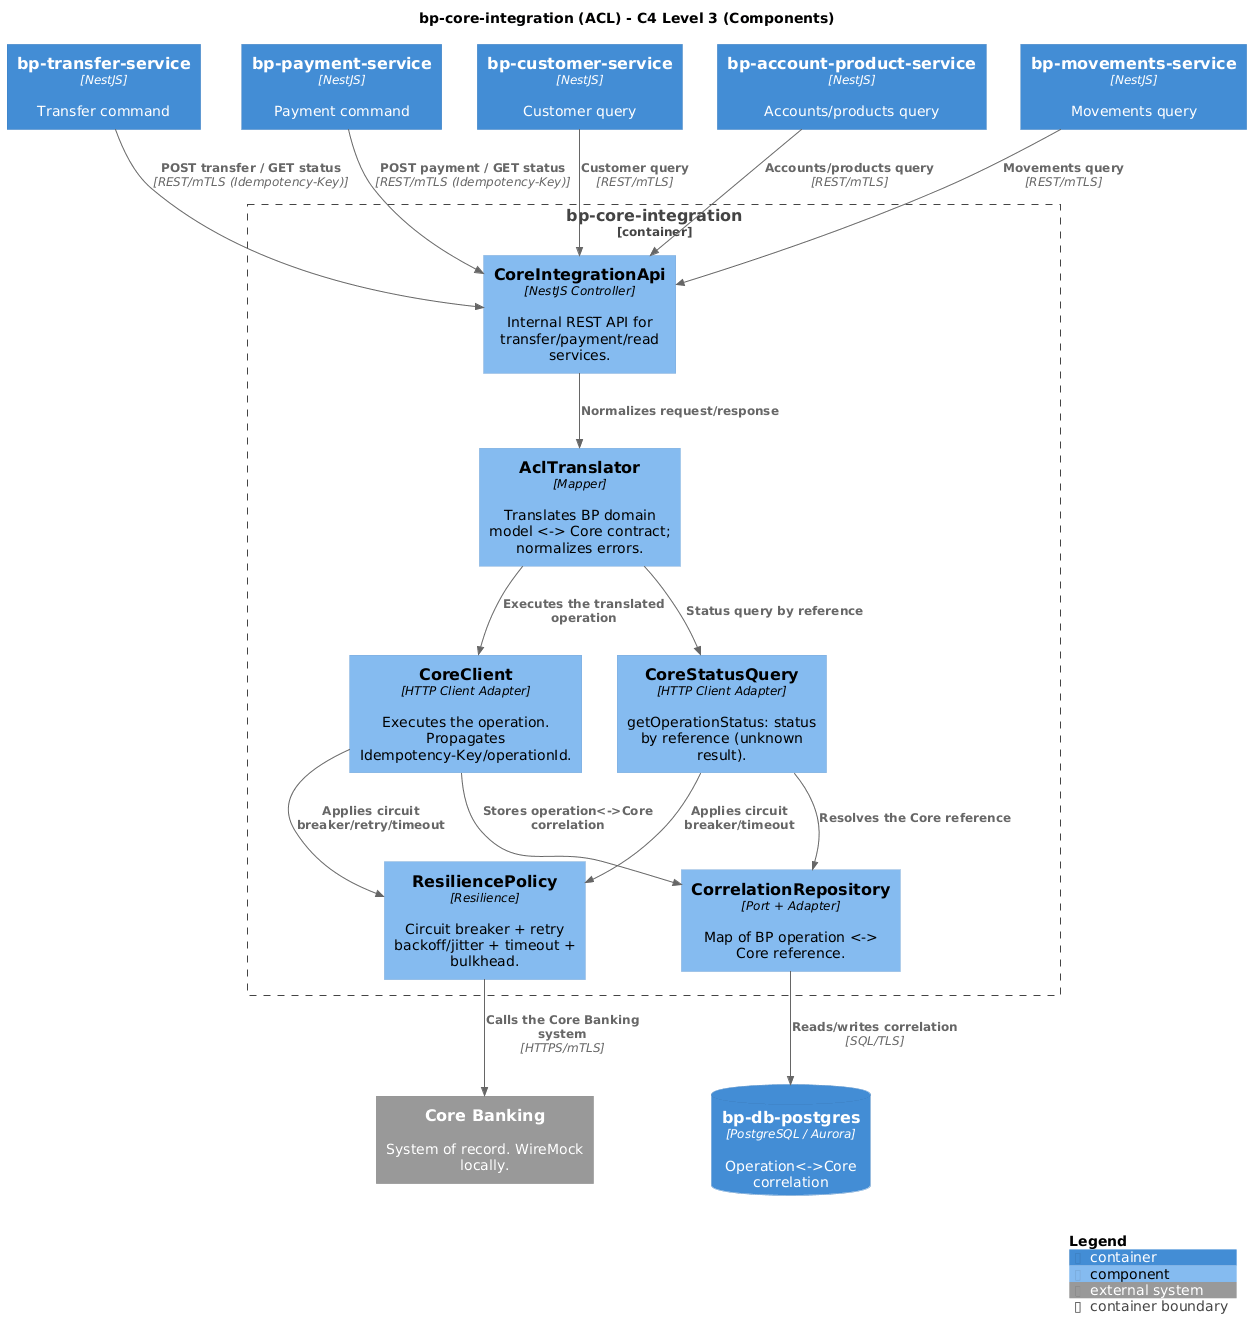 bp-core-integration (ACL) - C4 Level 3 (Components)
bp-transfer-service
[NestJS]
Transfer command
bp-payment-service
[NestJS]
Payment command
bp-customer-service
[NestJS]
Customer query
bp-account-product-service
[NestJS]
Accounts/products query
bp-movements-service
[NestJS]
Movements query
POST transfer / GET status
[REST/mTLS (Idempotency-Key)]
POST payment / GET status
[REST/mTLS (Idempotency-Key)]
Customer query
[REST/mTLS]
Accounts/products query
[REST/mTLS]
Movements query
[REST/mTLS]
bp-core-integration
[container]
CoreIntegrationApi
[NestJS Controller]
Internal REST API for
transfer/payment/read
services.
Normalizes request/response
AclTranslator
[Mapper]
Translates BP domain
model <-> Core contract;
normalizes errors.
Executes the translated
operation
Status query by reference
CoreClient
[HTTP Client Adapter]
Executes the operation.
Propagates
Idempotency-Key/operationId.
CoreStatusQuery
[HTTP Client Adapter]
getOperationStatus: status
by reference (unknown
result).
Applies circuit
breaker/retry/timeout
Stores operation<->Core
correlation
Applies circuit
breaker/timeout
Resolves the Core reference
ResiliencePolicy
[Resilience]
Circuit breaker + retry
backoff/jitter + timeout +
bulkhead.
CorrelationRepository
[Port + Adapter]
Map of BP operation <->
Core reference.
Calls the Core Banking
system
[HTTPS/mTLS]
Reads/writes correlation
[SQL/TLS]
Core Banking
System of record. WireMock
locally.
bp-db-postgres
[PostgreSQL / Aurora]
Operation<->Core
correlation
Legend
container
component
external system
container boundary